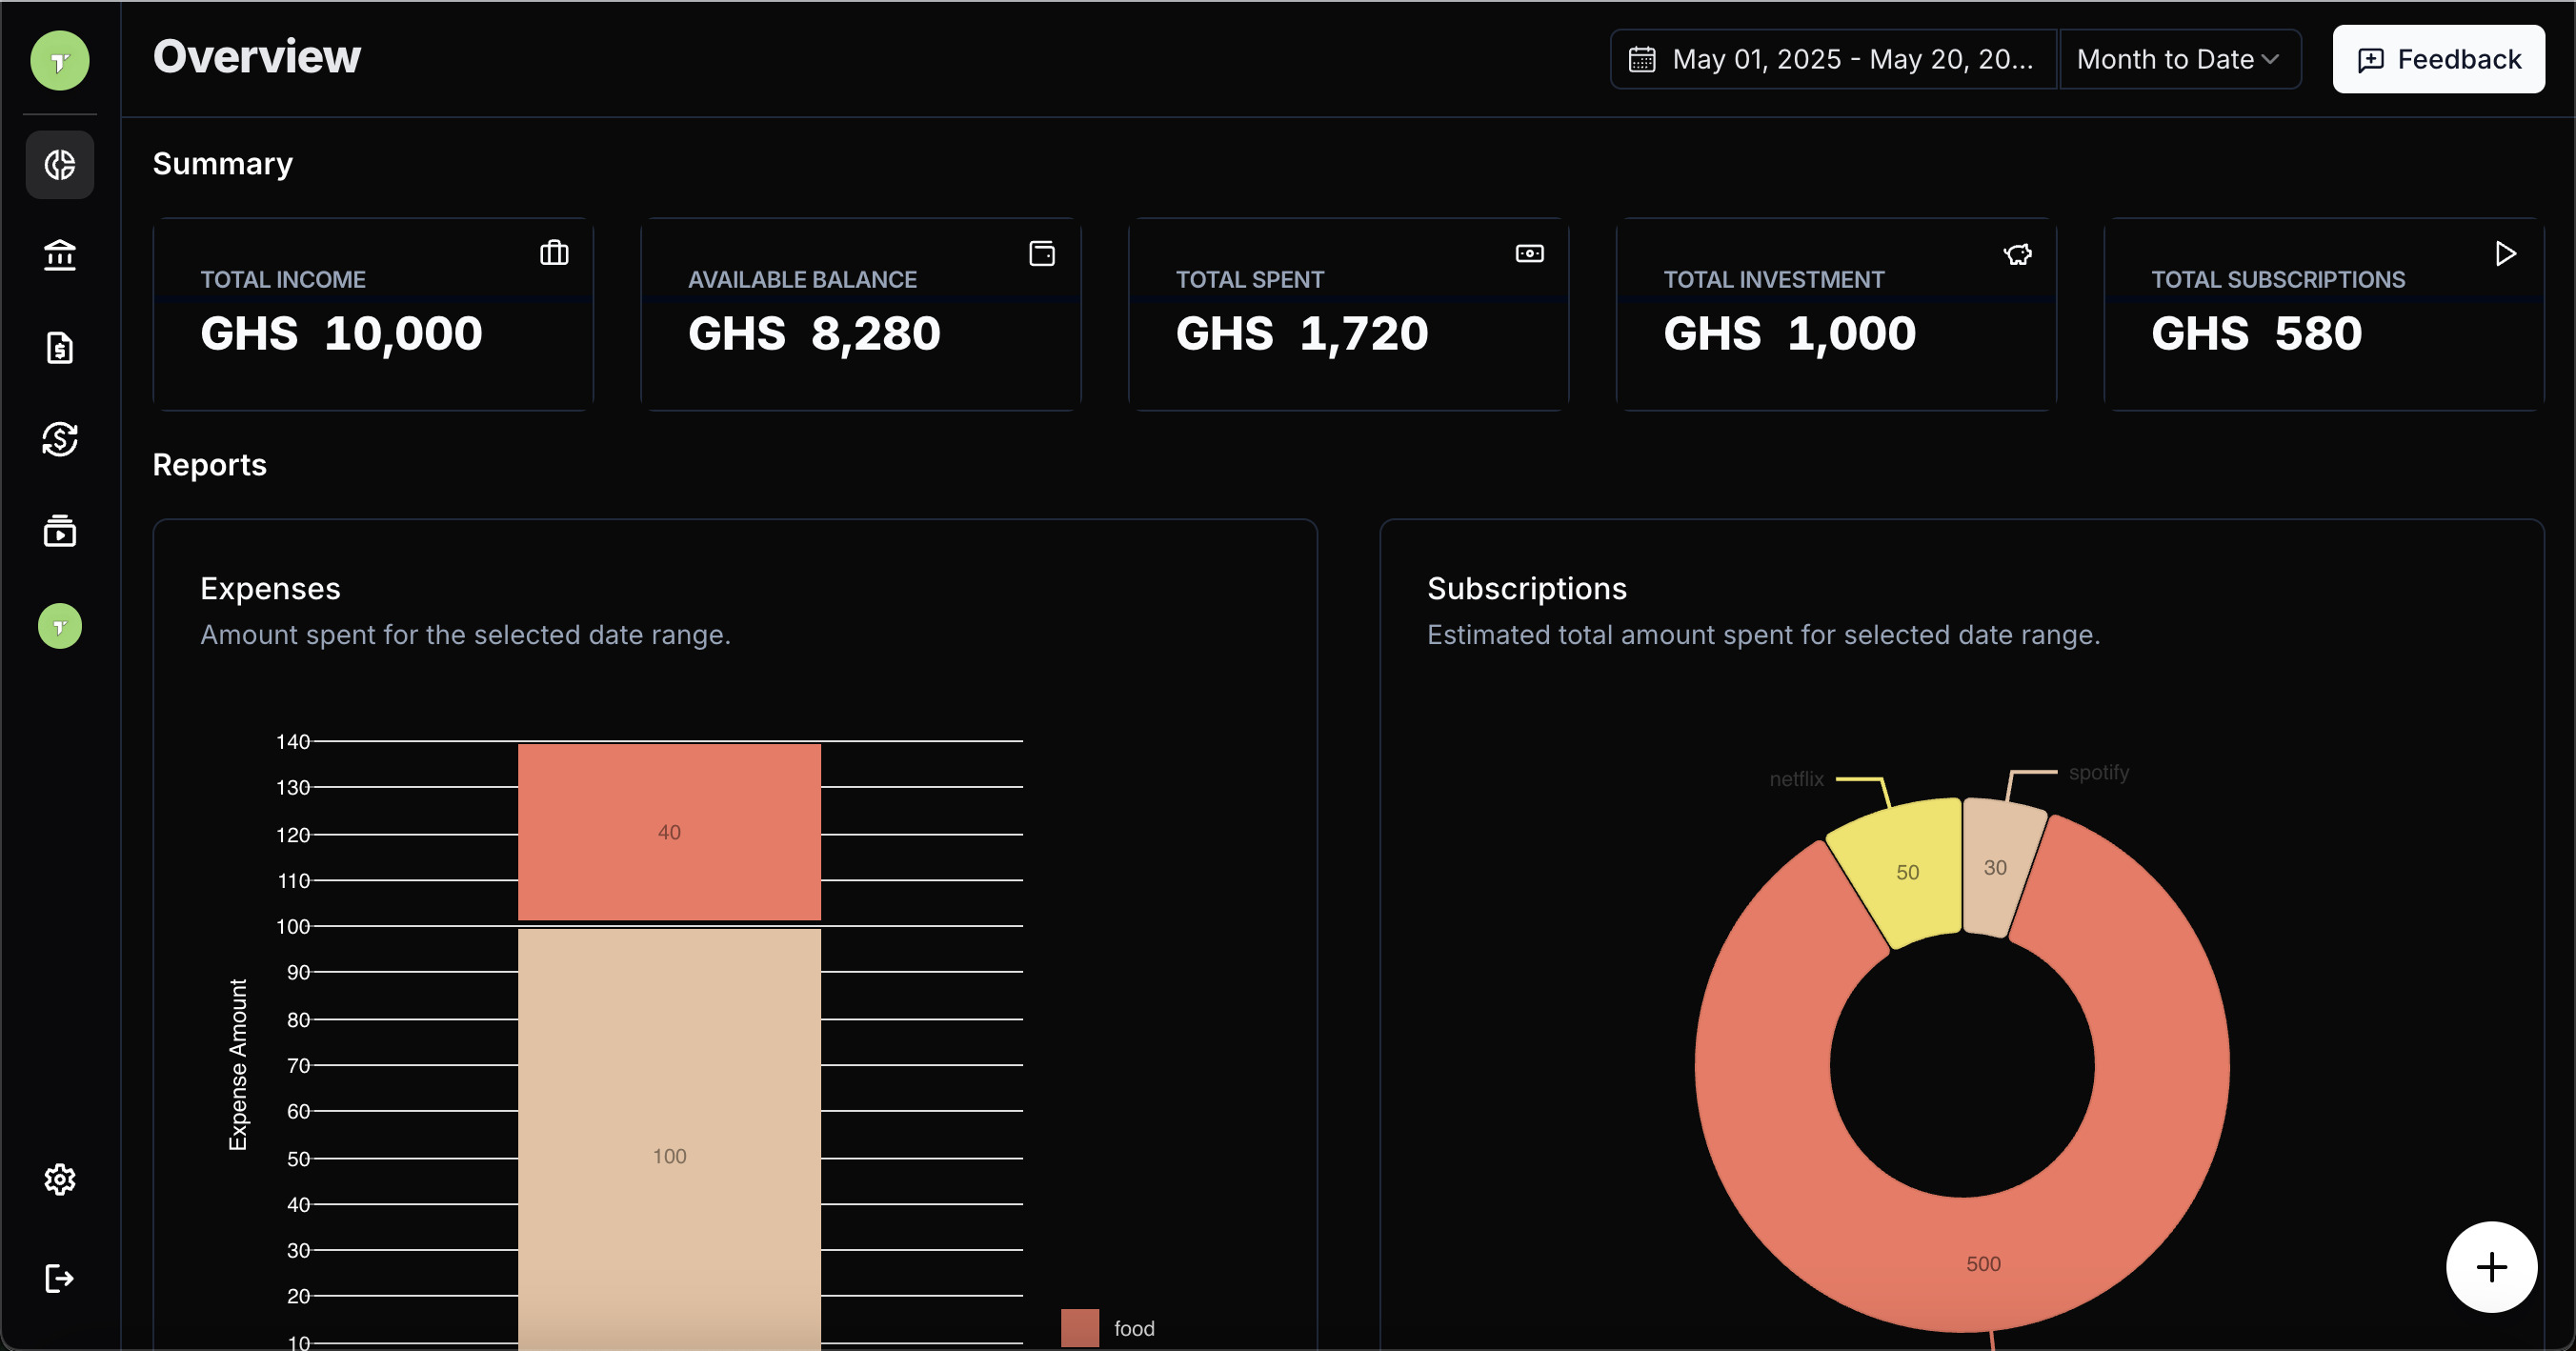 Overview
May 01, 2025 - May 20, 20...
Month to Date
Feedback
Summary
TOTAL INCOME
GHS 10,000
AVAILABLE BALANCE
GHS 8,280
TOTAL SPENT
GHS 1,720
TOTAL INVESTMENT
GHS 1,000
TOTAL SUBSCRIPTIONS
GHS 580
Reports
Expenses
Amount spent for the selected date range.
140
130
120
110
100
90
80
70
60
50
40
30
20
10
Expense Amount
40
100
food
Subscriptions
Estimated total amount spent for selected date range.
netflix
spotify
50
30
500